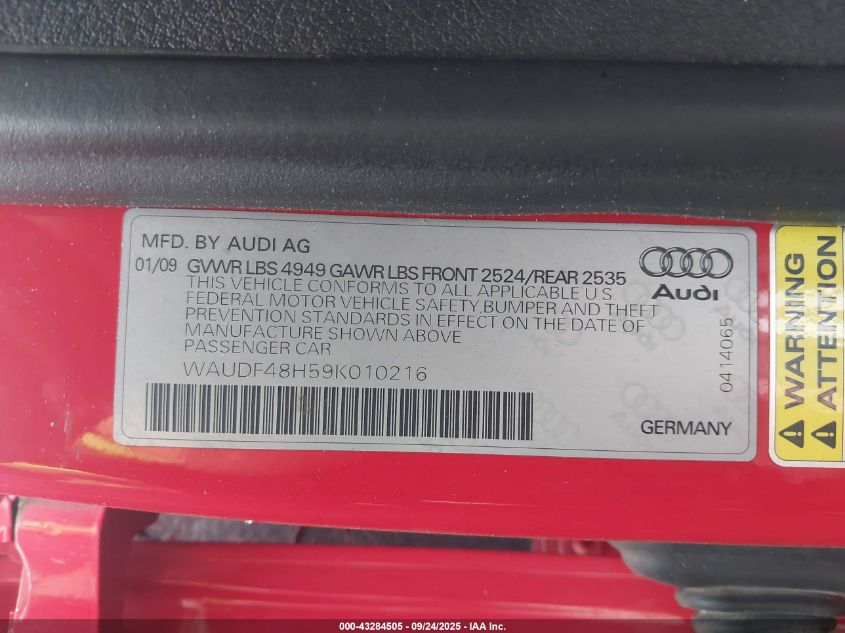 MFD. BY AUDI AG
01/09 GVWR LBS 4949 GAWR LBS FRONT 2524/REAR 2535
THIS VEHICLE CONFORMS TO ALL APPLICABLE U S
FEDERAL MOTOR VEHICLE SAFETY, BUMPER AND THEFT
PREVENTION STANDARDS IN EFFECT ON THE DATE OF
MANUFACTURE SHOWN ABOVE
PASSENGER CAR
WAUDF48H59K010216
Audi
0414065
GERMANY
WARNING
ATTENTION
000-43284505 - 09/24/2025 - IAA Inc.